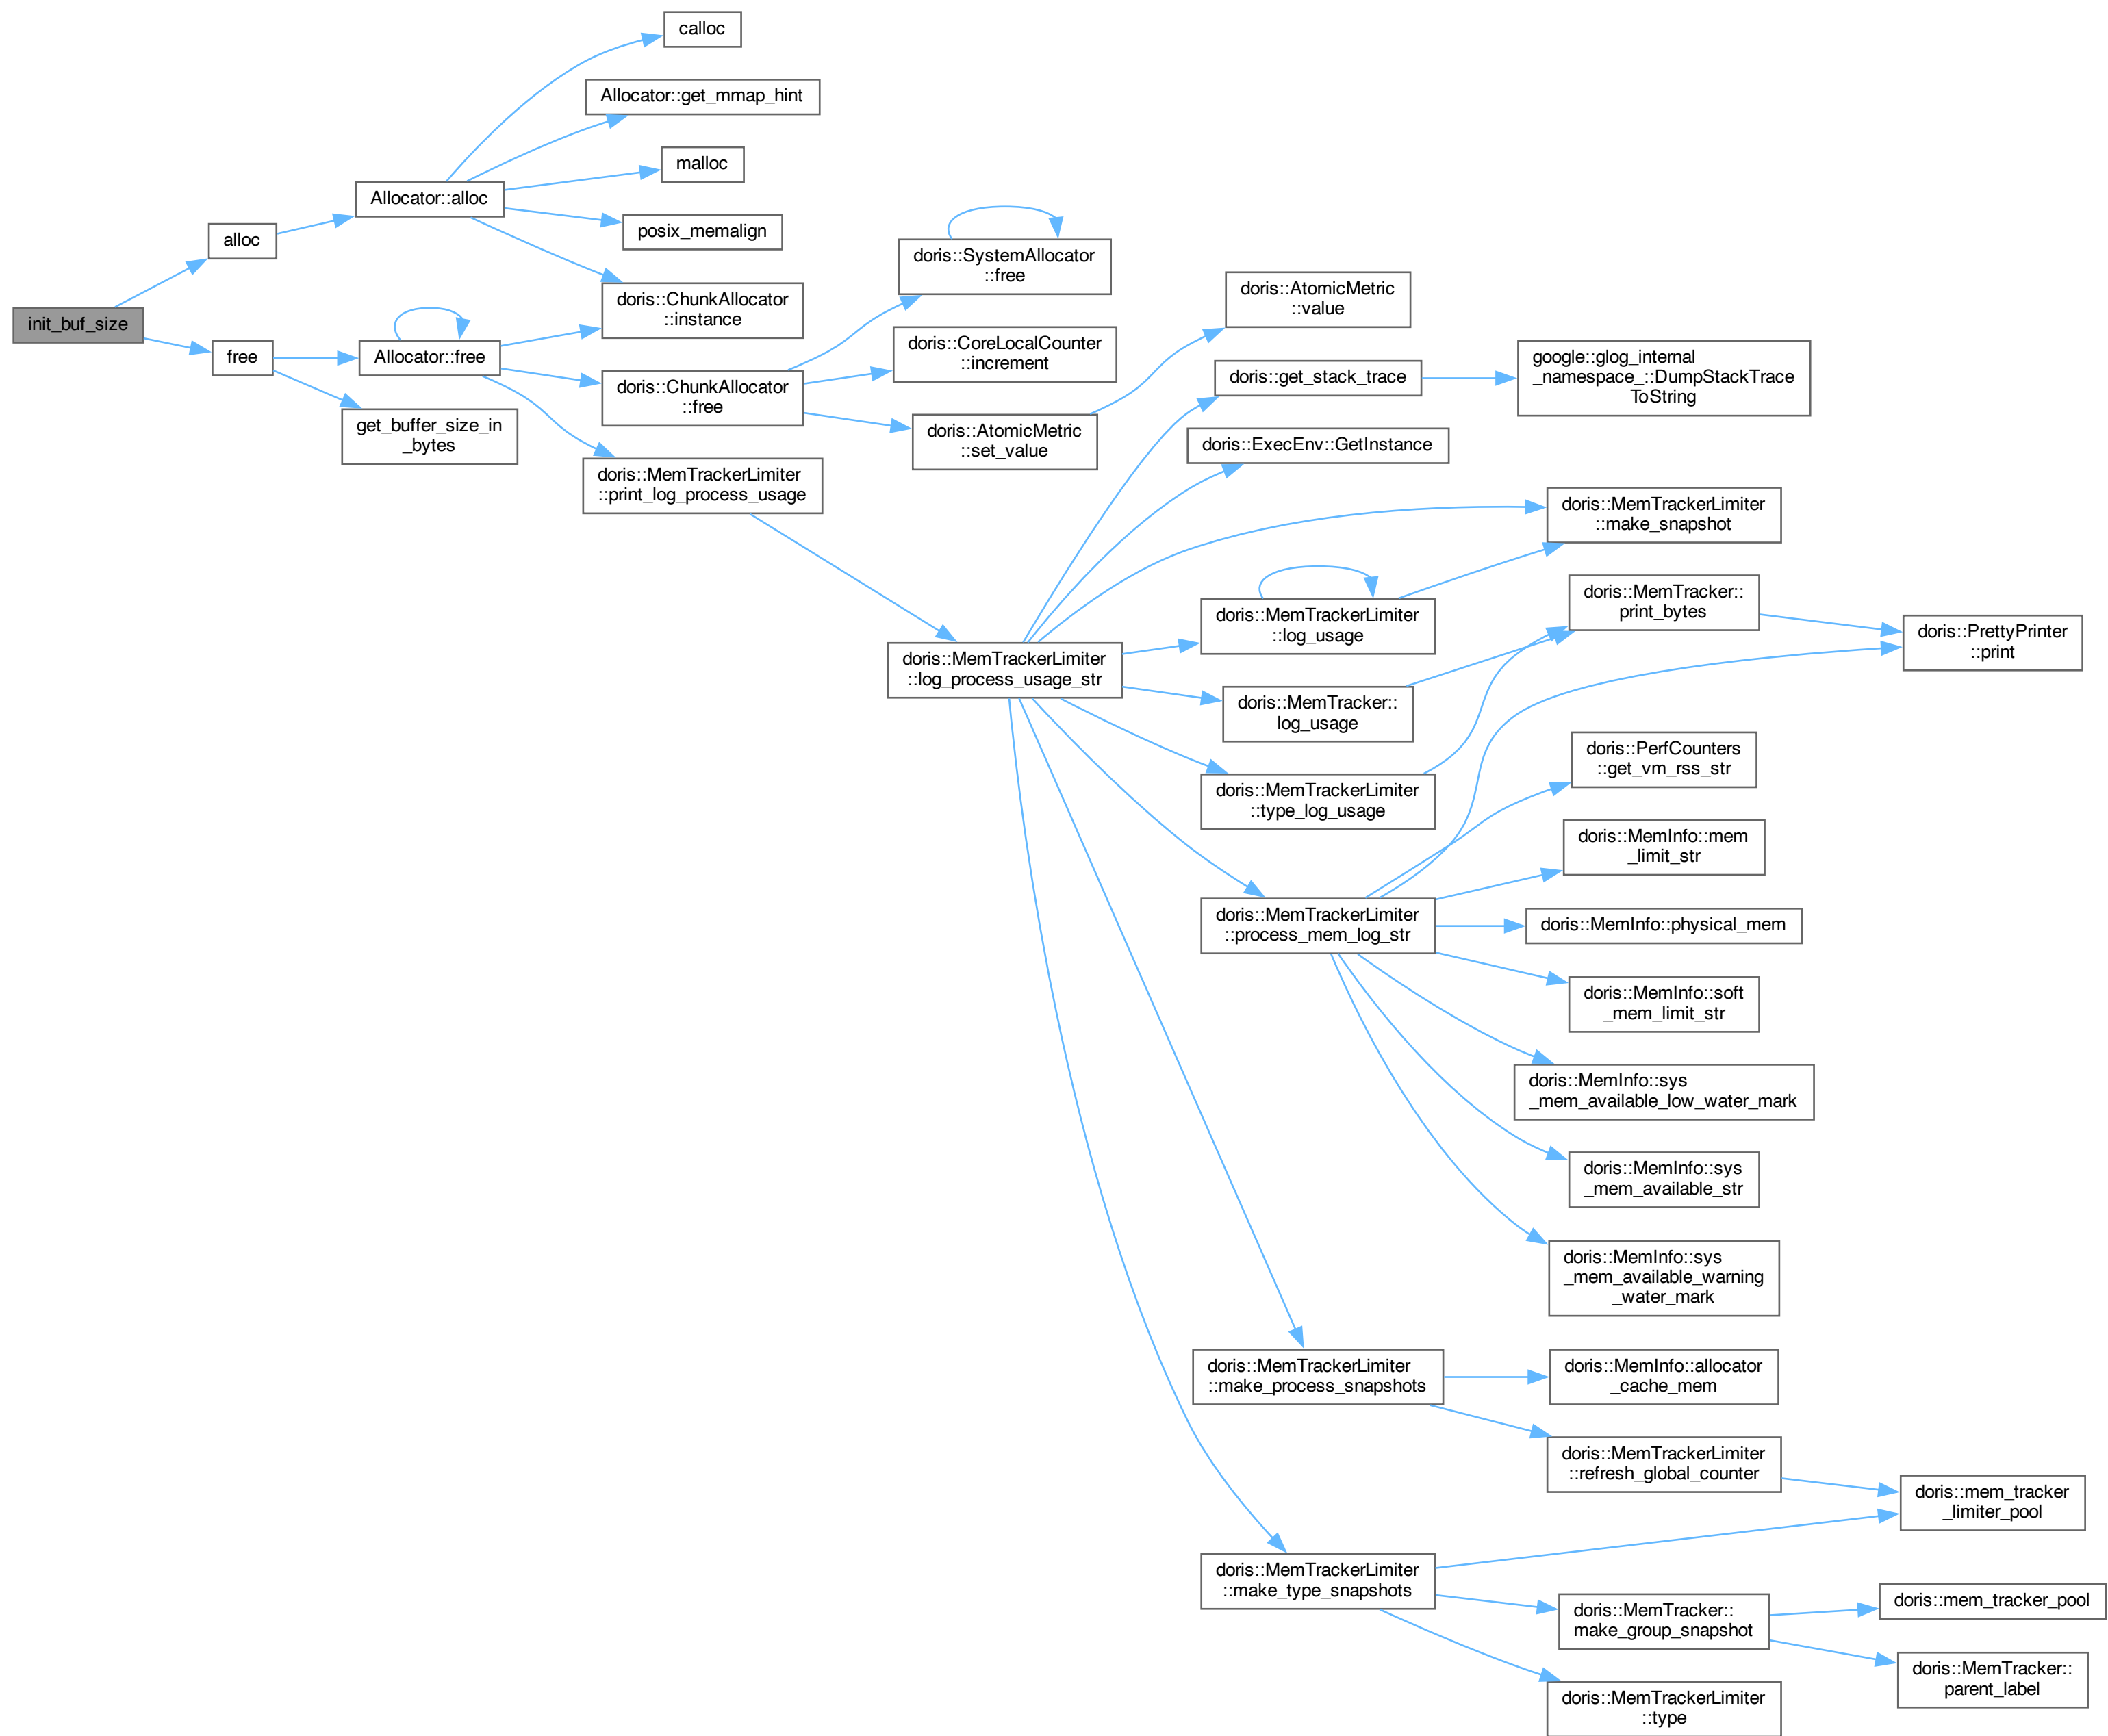 init_buf_size
alloc
free
Allocator::alloc
Allocator::free
get_buffer_size_in
_bytes
calloc
Allocator::get_mmap_hint
malloc
posix_memalign
doris::ChunkAllocator
::instance
doris::ChunkAllocator
::free
doris::MemTrackerLimiter
::print_log_process_usage
doris::SystemAllocator
::free
doris::CoreLocalCounter
::increment
doris::AtomicMetric
::set_value
doris::MemTrackerLimiter
::log_process_usage_str
doris::AtomicMetric
::value
doris::get_stack_trace
doris::ExecEnv::GetInstance
doris::MemTrackerLimiter
::log_usage
doris::MemTracker::
log_usage
doris::MemTrackerLimiter
::type_log_usage
doris::MemTrackerLimiter
::process_mem_log_str
doris::MemTrackerLimiter
::make_process_snapshots
doris::MemTrackerLimiter
::make_type_snapshots
google::glog_internal
_namespace_::DumpStackTrace
ToString
doris::MemTrackerLimiter
::make_snapshot
doris::MemTracker::
print_bytes
doris::PerfCounters
::get_vm_rss_str
doris::MemInfo::mem
_limit_str
doris::MemInfo::physical_mem
doris::MemInfo::soft
_mem_limit_str
doris::MemInfo::sys
_mem_available_low_water_mark
doris::MemInfo::sys
_mem_available_str
doris::MemInfo::sys
_mem_available_warning
_water_mark
doris::MemInfo::allocator
_cache_mem
doris::MemTrackerLimiter
::refresh_global_counter
doris::MemTracker::
make_group_snapshot
doris::MemTrackerLimiter
::type
doris::PrettyPrinter
::print
doris::mem_tracker
_limiter_pool
doris::mem_tracker_pool
doris::MemTracker::
parent_label